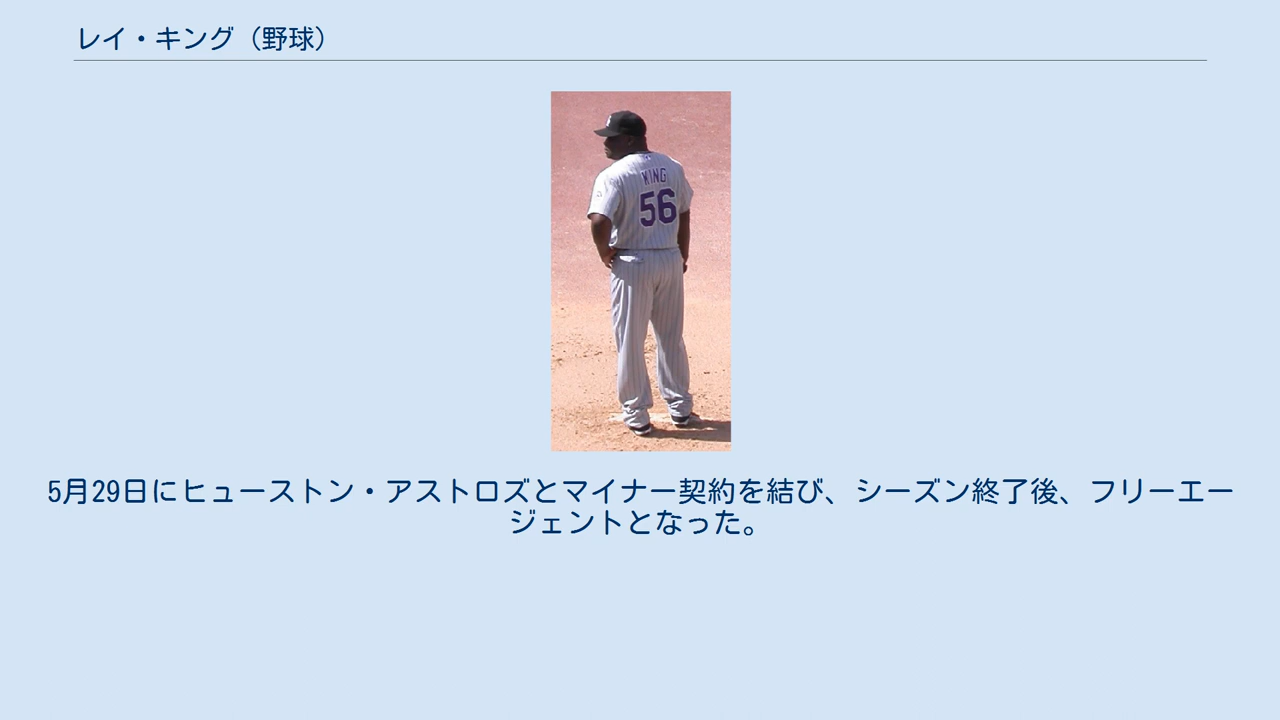 レイ・キング（野球）
KING
56
5月29日にヒューストン・アストロズとマイナー契約を結び、シーズン終了後、フリーエー
ジェントとなった。